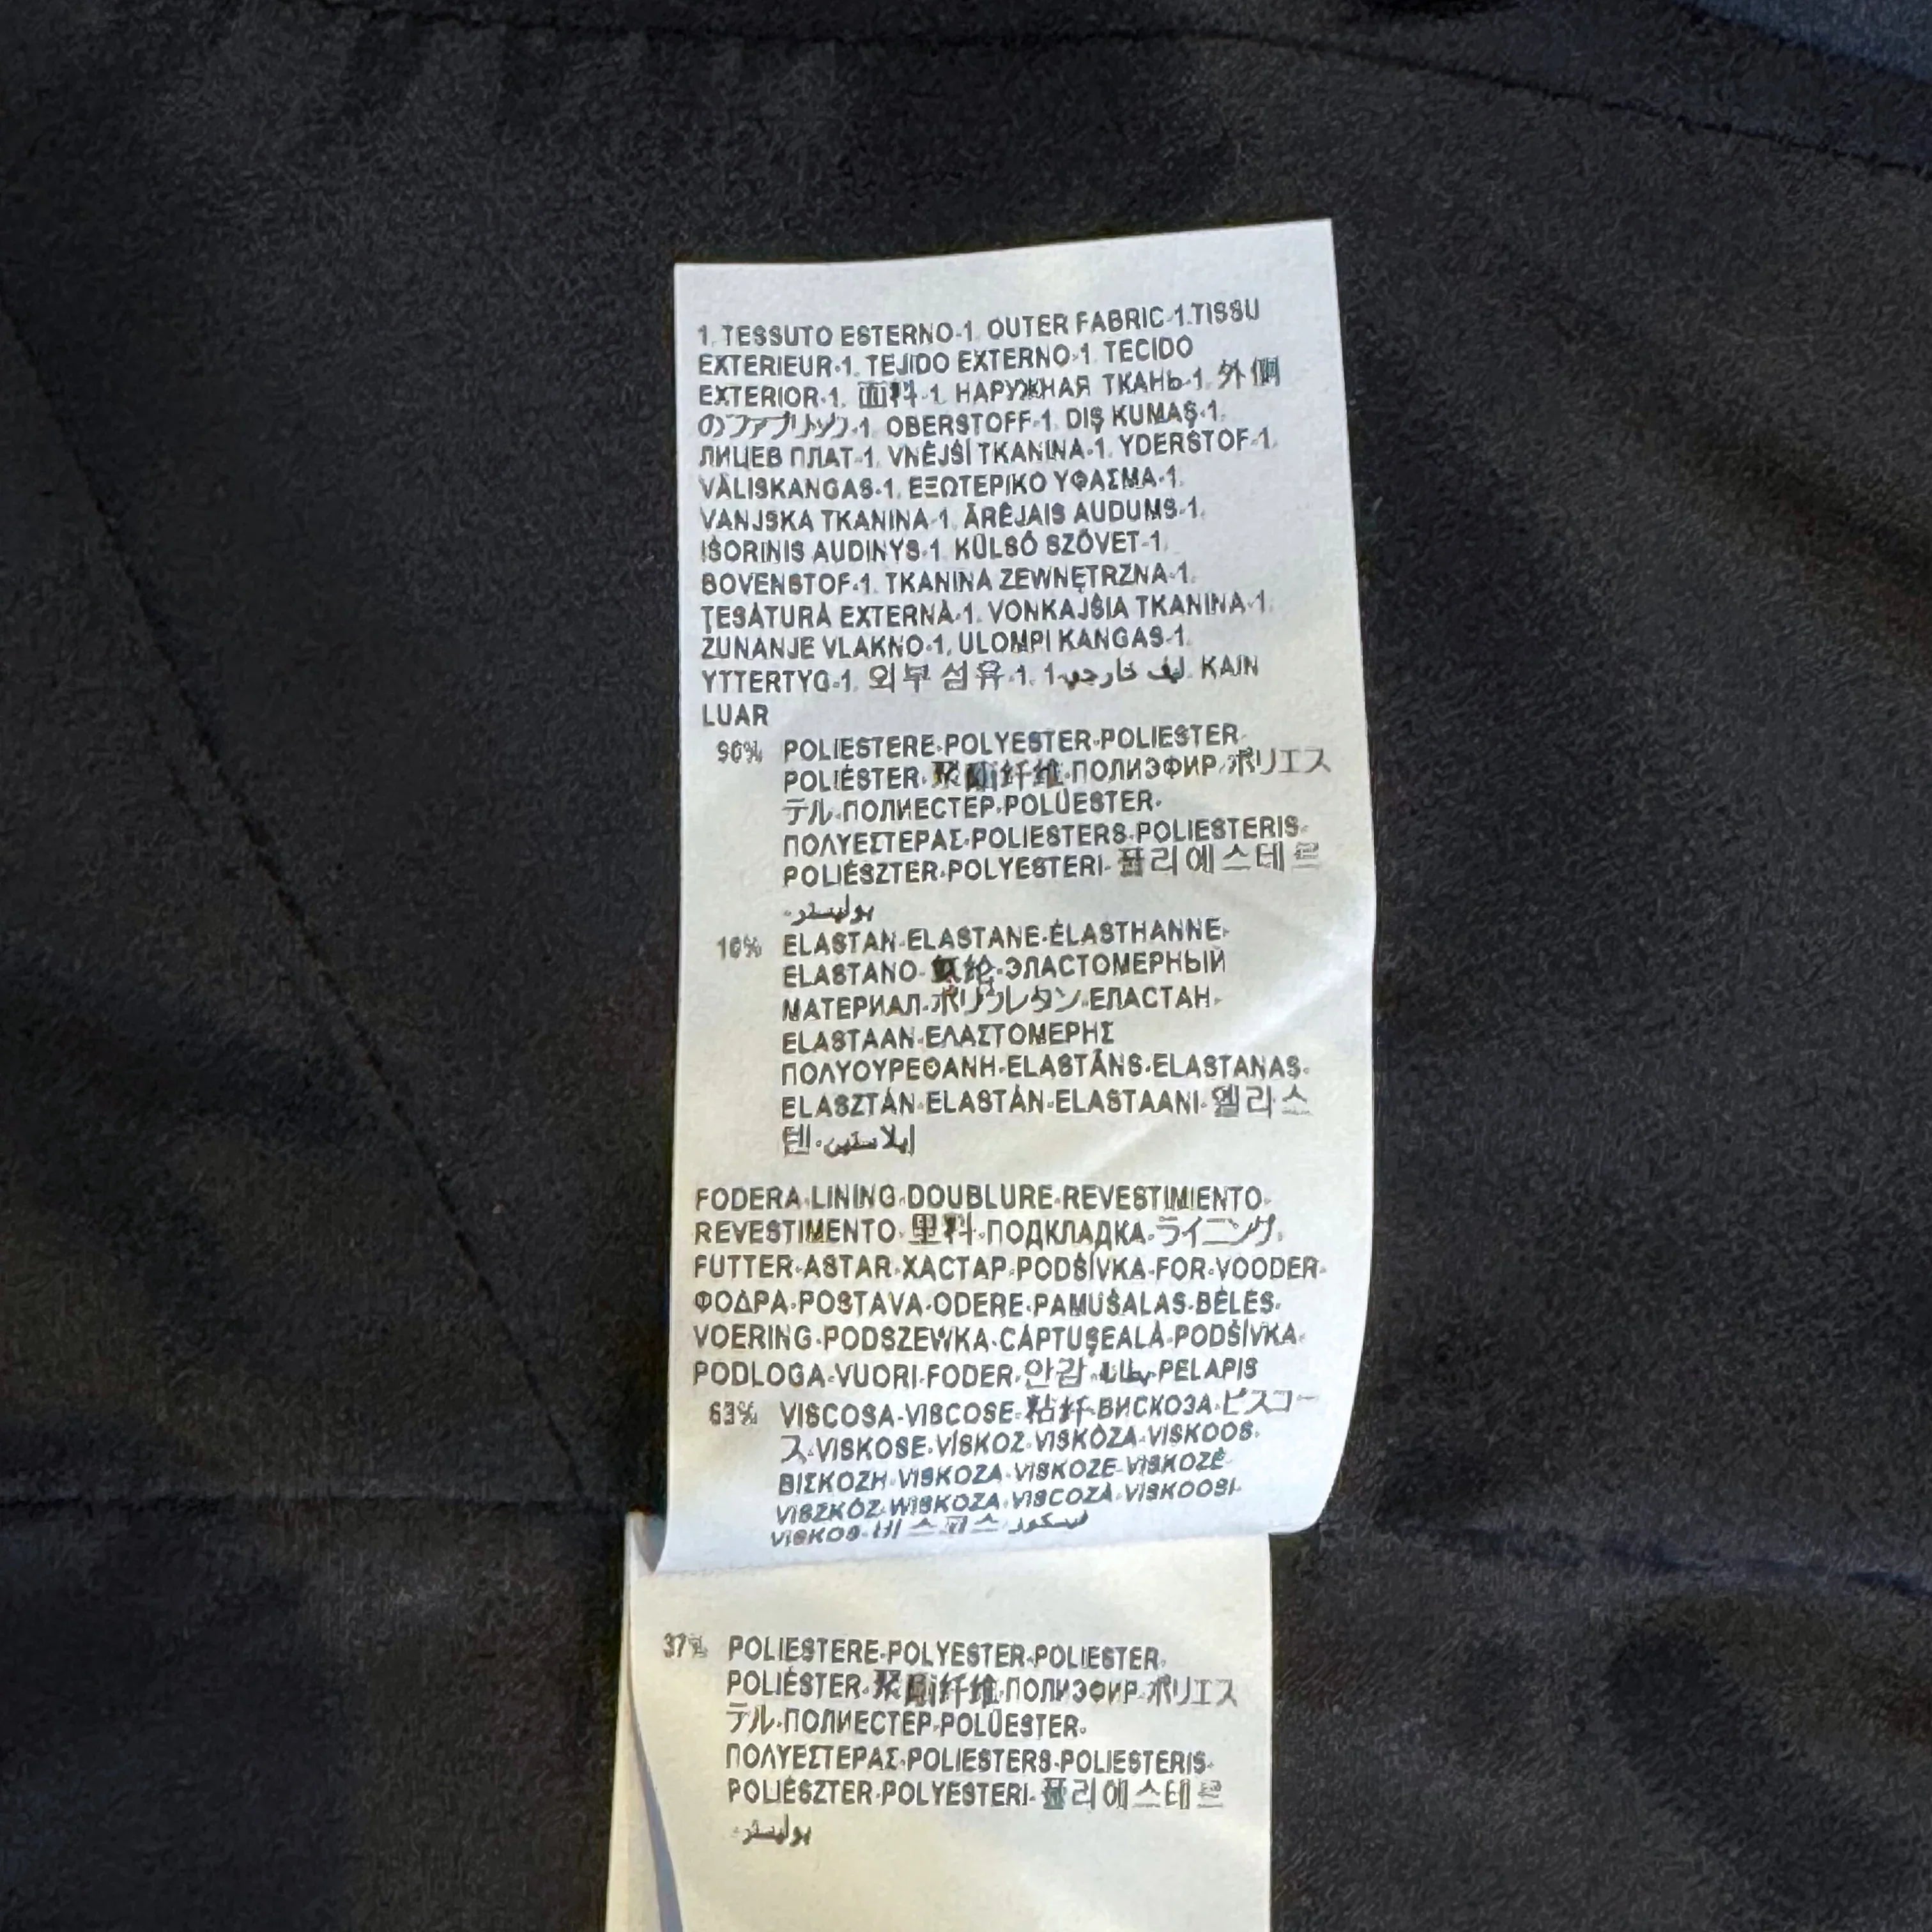 1. TESSUTO ESTERNO-1. OUTER FABRIC-1.TISSU
EXTERIEUR-1. TEJIDO EXTERNO-1. TECIDO
EXTERIOR-1. 面料-1. НАРУЖНАЯ ТКАНЬ-1. 外側
のファブリック-1. OBERSTOFF-1. DIŞ KUMAŞ-1.
ЛИЦЕВ ПЛАТ-1. VNĚJŠÍ TKANINA-1. YDERSTOF-1.
VÄLISKANGAS-1. ΕΞΩΤΕΡΙΚΟ ΥΦΑΣΜΑ-1.
VANJSKA TKANINA-1. ĀRĒJAIS AUDUMS-1.
IŠORINIS AUDINYS-1. KÜLSŐ SZÖVET-1.
BOVENSTOF-1. TKANINA ZEWNĘTRZNA-1.
ŢESĂTURĂ EXTERNĂ-1. VONKAJŠIA TKANINA-1.
ZUNANJE VLAKNO-1. ULOMPI KANGAS-1.
YTTERTYG-1. 외부 섬유-1. 1-ليف خارجي. KAIN
LUAR
90% POLIESTERE-POLYESTER-POLIESTER-
POLIÉSTER-聚酯纤维-ПОЛИЭФИР-ポリエス
テル-ПОЛИЕСТЕР-POLÜESTER-
ΠΟΛΥΕΣΤΕΡΑΣ-POLIESTERS-POLIESTERIS-
POLIÉSZTER-POLYESTERI-폴리에스테르
-بوليستر
10% ELASTAN-ELASTANE-ÉLASTHANNE-
ELASTANO-氨纶-ЭЛАСТОМЕРНЫЙ
МАТЕРИАЛ-ポリウレタン-ЕЛАСТАН-
ELASTAAN-ΕΛΑΣΤΟΜΕΡΗΣ
ΠΟΛΥΟΥΡΕΘΑΝΗ-ELASTĀNS-ELASTANAS-
ELASZTÁN-ELASTAN-ELASTAANI-엘라스
텐-إيلاستين
FODERA-LINING-DOUBLURE-REVESTIMIENTO-
REVESTIMENTO-里料-ПОДКЛАДКА-ライニング-
FUTTER-ASTAR-ХАСТАР-PODŠÍVKA-FOR-VOODER-
ΦΟΔΡΑ-POSTAVA-ODERE-PAMUŠALAS-BÉLÉS-
VOERING-PODSZEWKA-CĂPTUŞEALĂ-PODŠÍVKA-
PODLOGA-VUORI-FODER-안감-بطانة-PELAPIS
63% VISCOSA-VISCOSE-粘纤-ВИСКОЗА-ビスコー
ス-VISKOSE-VİSKOZ-VISKÓZA-VISKOOS-
ΒΙΣΚΟΖΗ-VISKOZA-VISKOZE-VISKOZĖ-
VISZKÓZ-WISKOZA-VISCOZĂ-VISKOOSI-
VISKOS-비스코스-فيسكوز
37% POLIESTERE-POLYESTER-POLIESTER-
POLIÉSTER-聚酯纤维-ПОЛИЭФИР-ポリエス
テル-ПОЛИЕСТЕР-POLÜESTER-
ΠΟΛΥΕΣΤΕΡΑΣ-POLIESTERS-POLIESTERIS-
POLIÉSZTER-POLYESTERI-폴리에스테르
-بوليستر